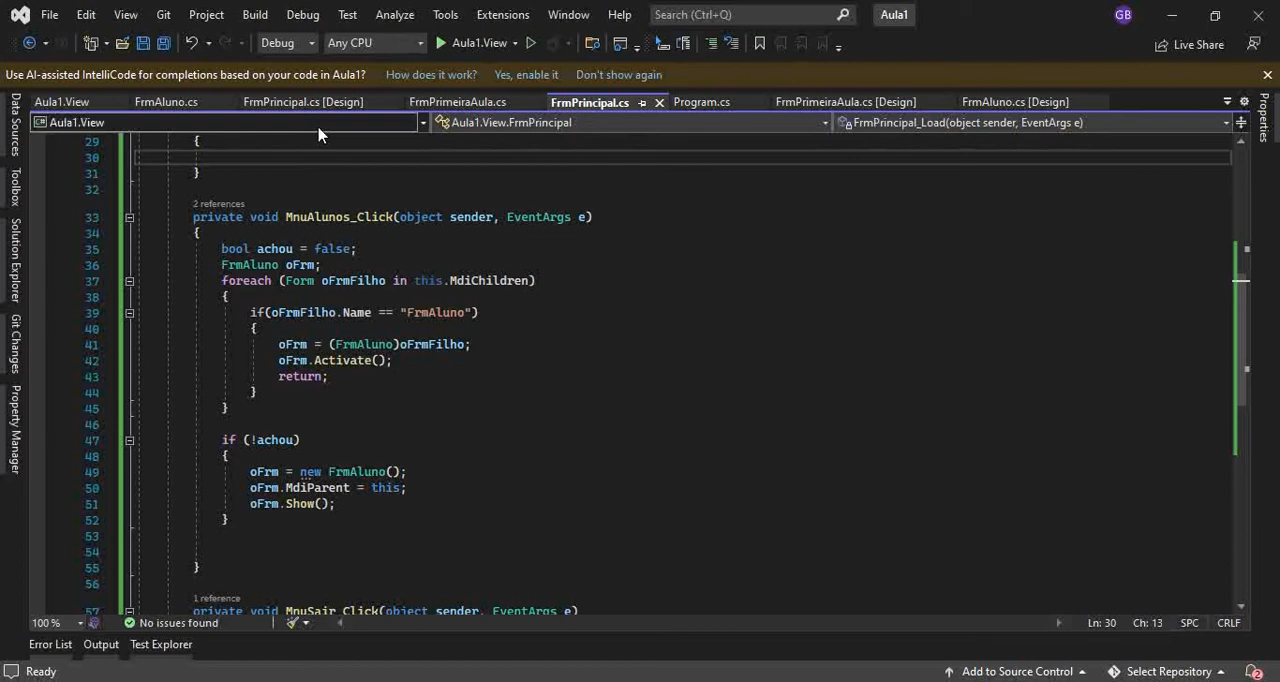 File Edit View Git Project Build Debug Test Analyze Tools Extensions Window Help Search (Ctrl+Q) Aula1 GB
Debug Any CPU Aula1.View Live Share
Use AI-assisted IntelliCode for completions based on your code in Aula1? How does it work? Yes, enable it Don't show again
Aula1.View FrmAluno.cs FrmPrincipal.cs [Design] FrmPrimeiraAula.cs FrmPrincipal.cs Program.cs FrmPrimeiraAula.cs [Design] FrmAluno.cs [Design]
Aula1.View Aula1.View.FrmPrincipal FrmPrincipal_Load(object sender, EventArgs e)
Data Sources
Toolbox
Solution Explorer
Git Changes
Property Manager
Properties
29 {
30
31 }
32
2 references
33 private void MnuAlunos_Click(object sender, EventArgs e)
34 {
35 bool achou = false;
36 FrmAluno oFrm;
37 foreach (Form oFrmFilho in this.MdiChildren)
38 {
39 if(oFrmFilho.Name == "FrmAluno")
40 {
41 oFrm = (FrmAluno)oFrmFilho;
42 oFrm.Activate();
43 return;
44 }
45 }
46
47 if (!achou)
48 {
49 oFrm = new FrmAluno();
50 oFrm.MdiParent = this;
51 oFrm.Show();
52 }
53
54
55 }
56
1 reference
57 private void MnuSair_Click(object sender, EventArgs e)
100 % No issues found Ln: 30 Ch: 13 SPC CRLF
Error List Output Test Explorer
Ready Add to Source Control Select Repository 2